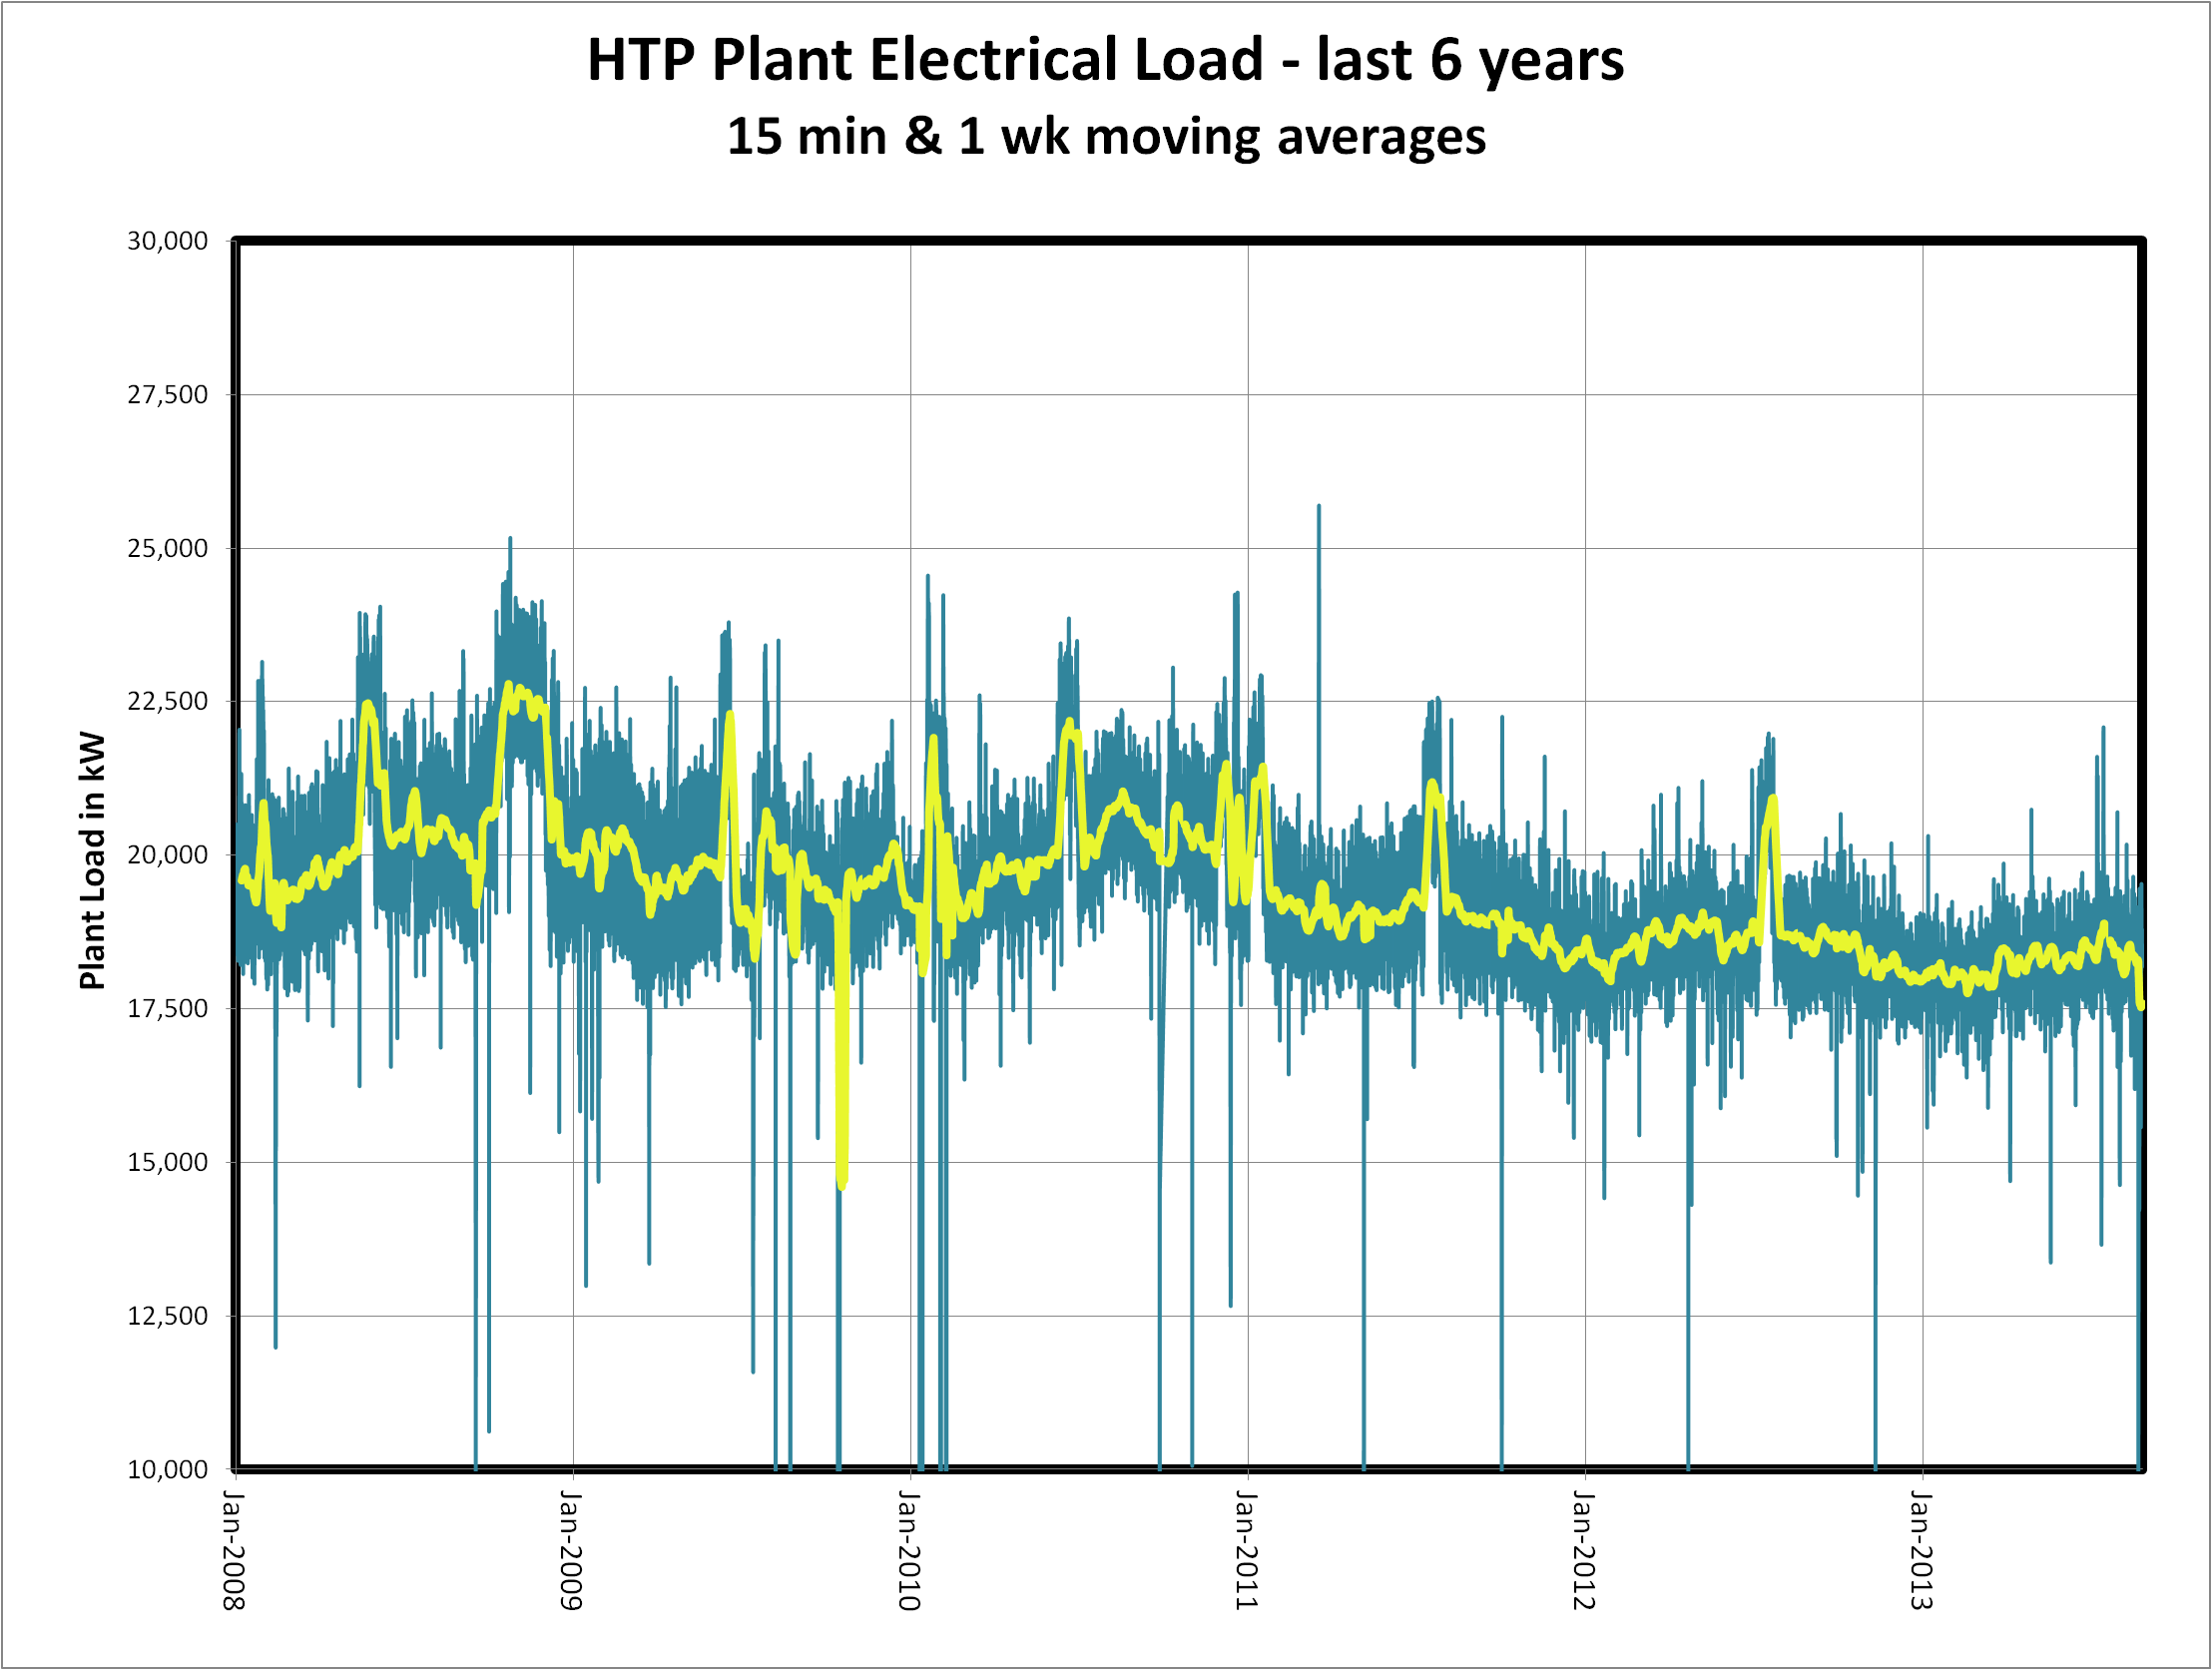 HTP Plant Electrical Load - last 6 years
15 min & 1 wk moving averages
30,000
27,500
25,000
22,500
20,000
17,500
15,000
12,500
10,000
Plant Load in kW
Jan-2008
Jan-2009
Jan-2010
Jan-2011
Jan-2012
Jan-2013